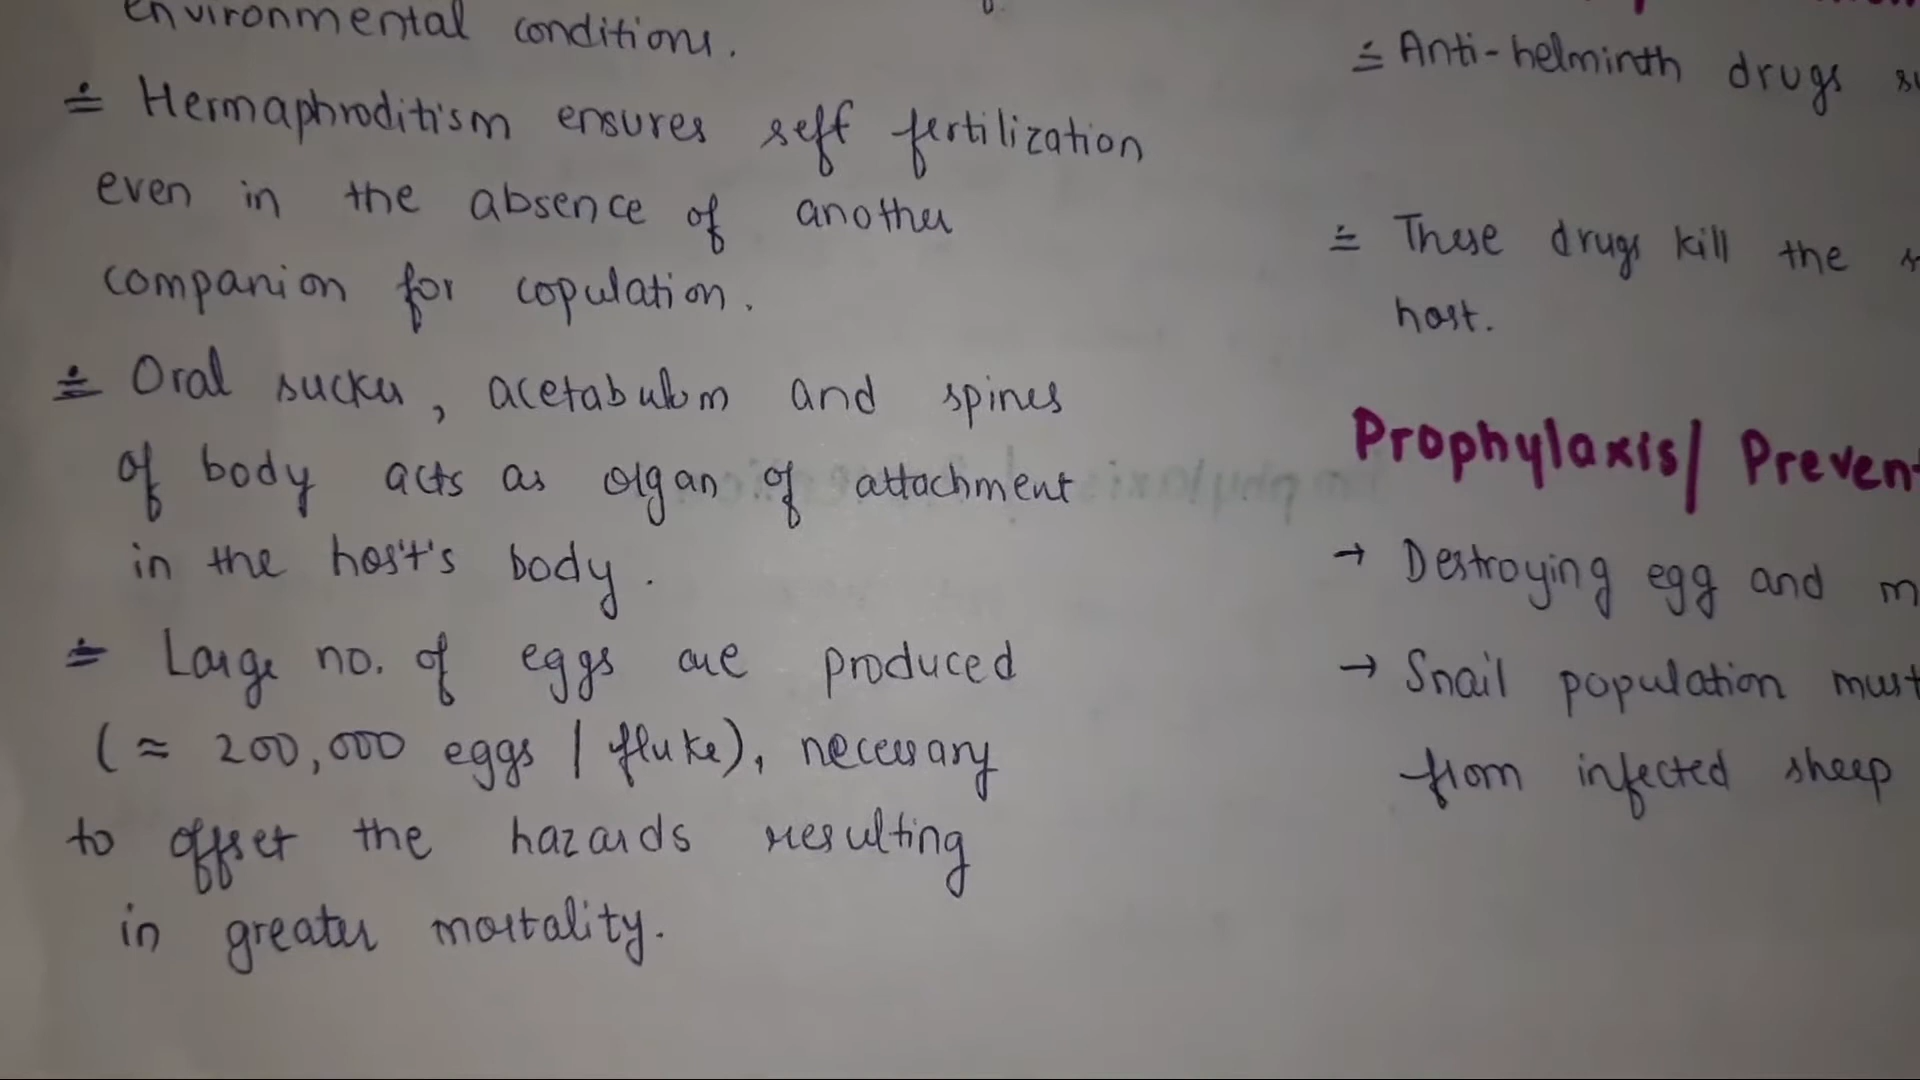 environmental conditions.
≐ Hermaphroditism ensures self fertilization
even in the absence of another
companion for copulation.
≐ Oral sucker, acetabulum and spines
of body acts as organ of attachment
in the host's body.
≐ Large no. of eggs are produced
(≈ 200,000 eggs / fluke), necessary
to offset the hazards resulting
in greater mortality.
≐ Anti-helminth drugs
≐ These drugs kill the
host.
Prophylaxis/ Prevent
→ Destroying egg and m
→ Snail population must
from infected sheep